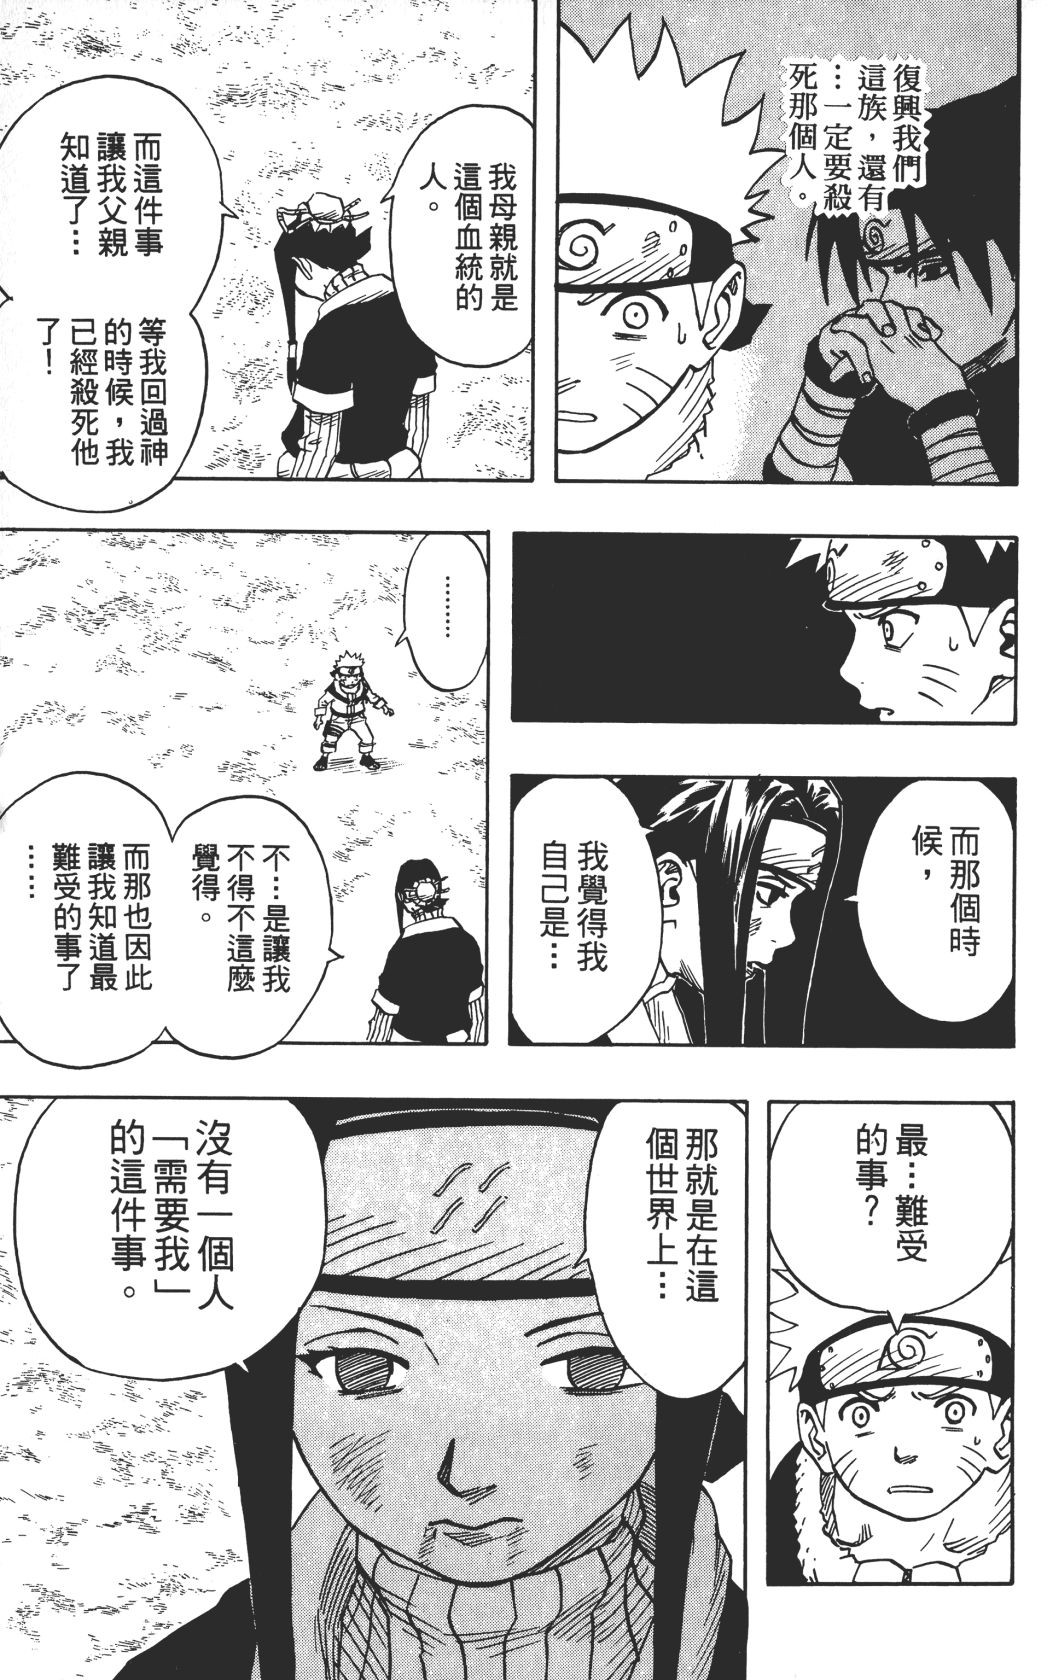 復興我們
這族，還有
…一定要殺
死那個人。
我母親就是
這個血統的
人。
而這件事
讓我父親
知道了…
等我回過神
的時候，我
已經殺死他
了！
而那個時
候，
我覺得我
自己是…
………
不…是讓我
不得不這麼
覺得。
而那也因此
讓我知道最
難受的事了
……
最…難受
的事？
那就是在這
個世界上…
沒有一個人
「需要我」
的這件事。